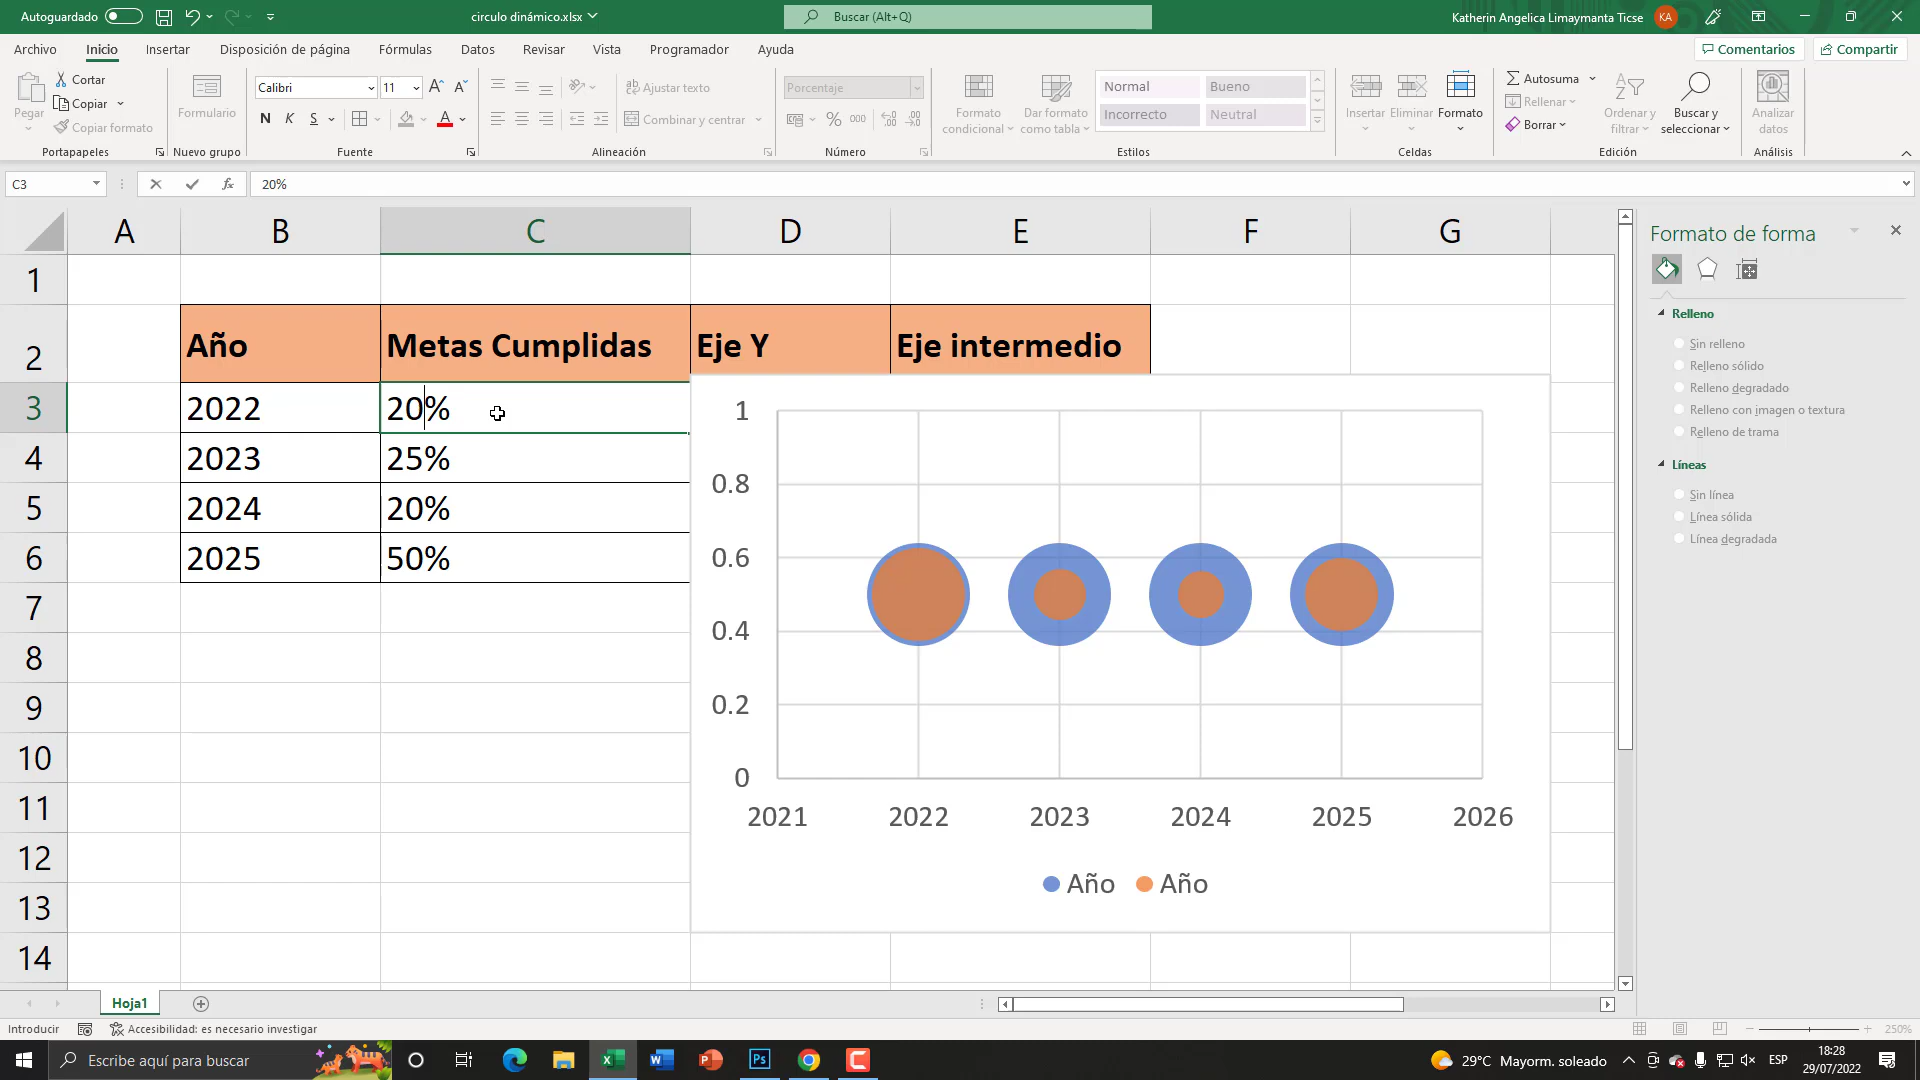 Autoguardado
circulo dinámico.xlsx
Buscar (Alt+Q)
Katherin Angelica Limaymanta Ticse
KA
Archivo
Inicio
Insertar
Disposición de página
Fórmulas
Datos
Revisar
Vista
Programador
Ayuda
Comentarios
Compartir
Pegar
Cortar
Copiar
Copiar formato
Portapapeles
Formulario
Nuevo grupo
Calibri
11
N K S
Fuente
Ajustar texto
Combinar y centrar
Alineación
Porcentaje
% 000
Número
Formato condicional
Dar formato como tabla
Normal
Bueno
Incorrecto
Neutral
Estilos
Insertar
Eliminar
Formato
Celdas
Autosuma
Rellenar
Borrar
Ordenar y filtrar
Buscar y seleccionar
Edición
Analizar datos
Análisis
C3
fx
20%
A B C D E F G
1
2 Año Metas Cumplidas Eje Y Eje intermedio
3 2022 20%
4 2023 25%
5 2024 20%
6 2025 50%
7
8
9
10
11
12
13
14
1
0.8
0.6
0.4
0.2
0
2021 2022 2023 2024 2025 2026
Año Año
Formato de forma
Relleno
Sin relleno
Relleno sólido
Relleno degradado
Relleno con imagen o textura
Relleno de trama
Líneas
Sin línea
Línea sólida
Línea degradada
Hoja1
Introducir
Accesibilidad: es necesario investigar
250%
Escribe aquí para buscar
29°C Mayorm. soleado
ESP
18:28
29/07/2022